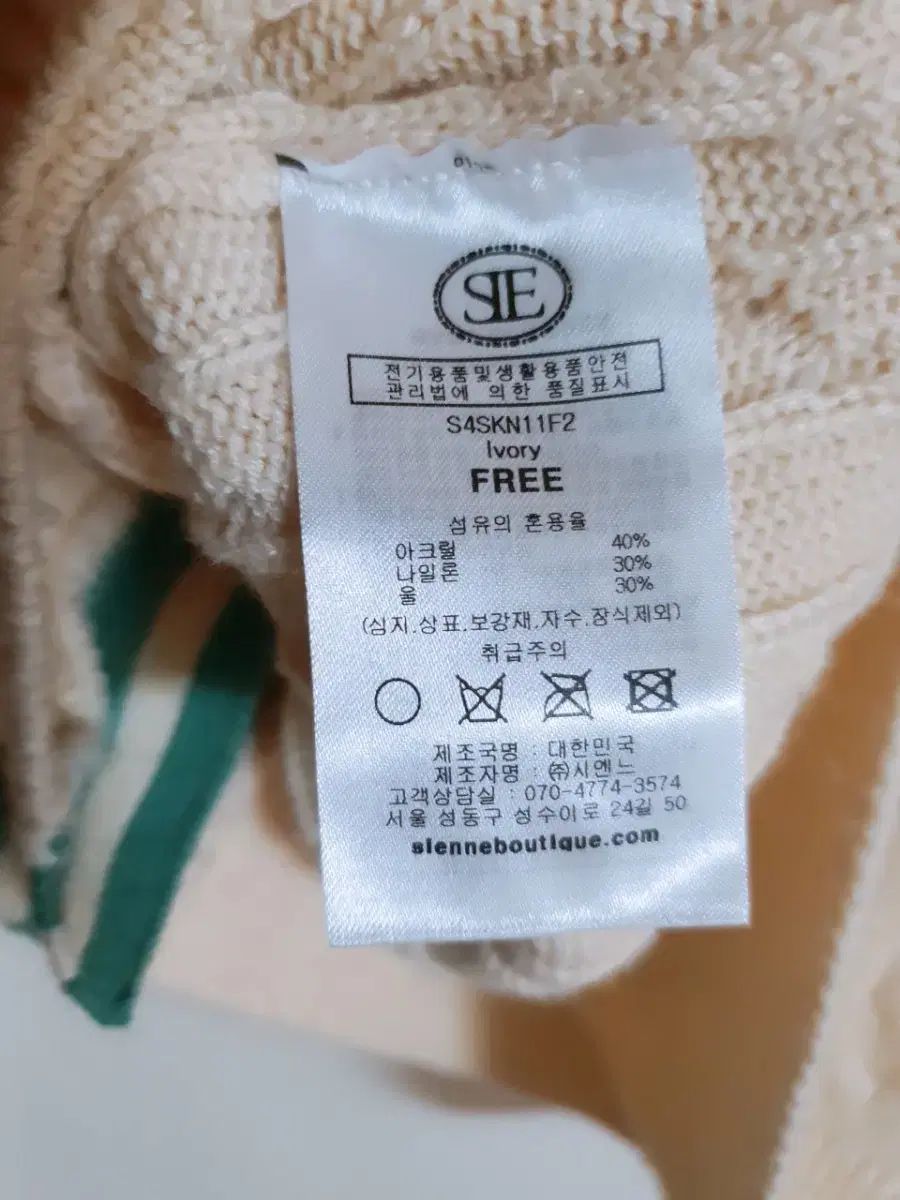 SIE
전기용품및생활용품안전
관리법에 의한 품질표시
S4SKN11F2
Ivory
FREE
섬유의 혼용율
아크릴 40%
나일론 30%
울 30%
(심지.상표.보강재.자수.장식제외)
취급주의
제조국명 : 대한민국
제조자명 : ㈜시엔느
고객상담실 : 070-4774-3574
서울 성동구 성수이로 24길 50
sienneboutique.com